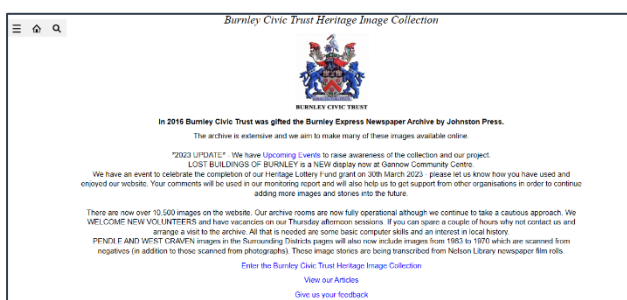 Burnley Civic Trust Heritage Image Collection
BURNLEY CIVIC TRUST
In 2016 Burnley Civic Trust was gifted the Burnley Express Newspaper Archive by Johnston Press.
The archive is extensive and we aim to make many of these images available online.
*2023 UPDATE* - We have Upcoming Events to raise awareness of the collection and our project.
LOST BUILDINGS OF BURNLEY is a NEW display now at Gannow Community Centre.
We have an event to celebrate the completion of our Heritage Lottery Fund grant on 30th March 2023 - please let us know how you have used and
enjoyed our website. Your comments will be used in our monitoring report and will also help us to get support from other organisations in order to continue
adding more images and stories into the future.
There are now over 10,500 images on the website. Our archive rooms are now fully operational although we continue to take a cautious approach. We
WELCOME NEW VOLUNTEERS and have vacancies on our Thursday afternoon sessions. If you can spare a couple of hours why not contact us and
arrange a visit to the archive. All that is needed are some basic computer skills and an interest in local history.
PENDLE AND WEST CRAVEN images in the Surrounding Districts pages will also now include images from 1963 to 1970 which are scanned from
negatives (in addition to those scanned from photographs). These image stories are being transcribed from Nelson Library newspaper film rolls.
Enter the Burnley Civic Trust Heritage Image Collection
View our Articles
Give us your feedback